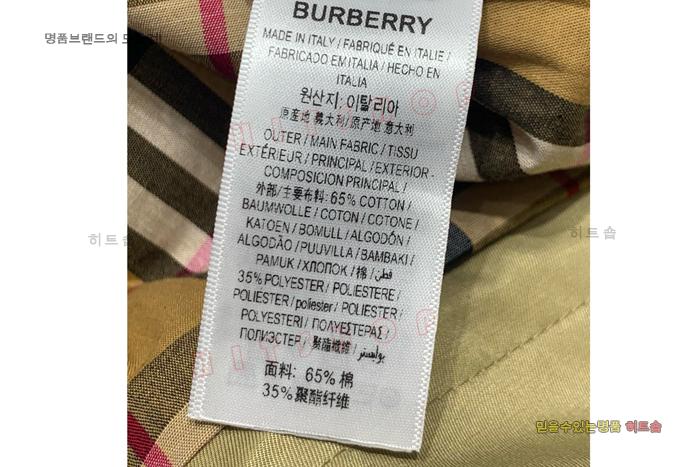 명품브랜드의 모
BURBERRY
MADE IN ITALY / FABRIQUÉ EN ITALIE /
FABRICADO EM ITALIA / HECHO EN
ITALIA
원산지: 이탈리아
原産地 義大利/原产地 意大利
OUTER / MAIN FABRIC / TISSU
EXTÉRIEUR / PRINCIPAL / EXTERIOR -
COMPOSICION PRINCIPAL /
外部/主要布料: 65% COTTON /
BAUMWOLLE / COTON / COTONE /
KATOEN / BOMULL / ALGODÓN /
ALGODÃO / PUUVILLA / BAMBAKI /
PAMUK / ХЛОПОК / 棉 / قطن /
35% POLYESTER / POLIESTERE /
POLIESTER / poliester / POLIESTER /
POLYESTERI / ΠΟΛΥΕΣΤΕΡΑΣ /
ПОЛИЭСТЕР / 聚酯纖維 / بوليستر
面料: 65% 棉
35% 聚酯纤维
히트숍
히트숍
HITSHOP
HITSHOP
믿을수있는명품 히트숍